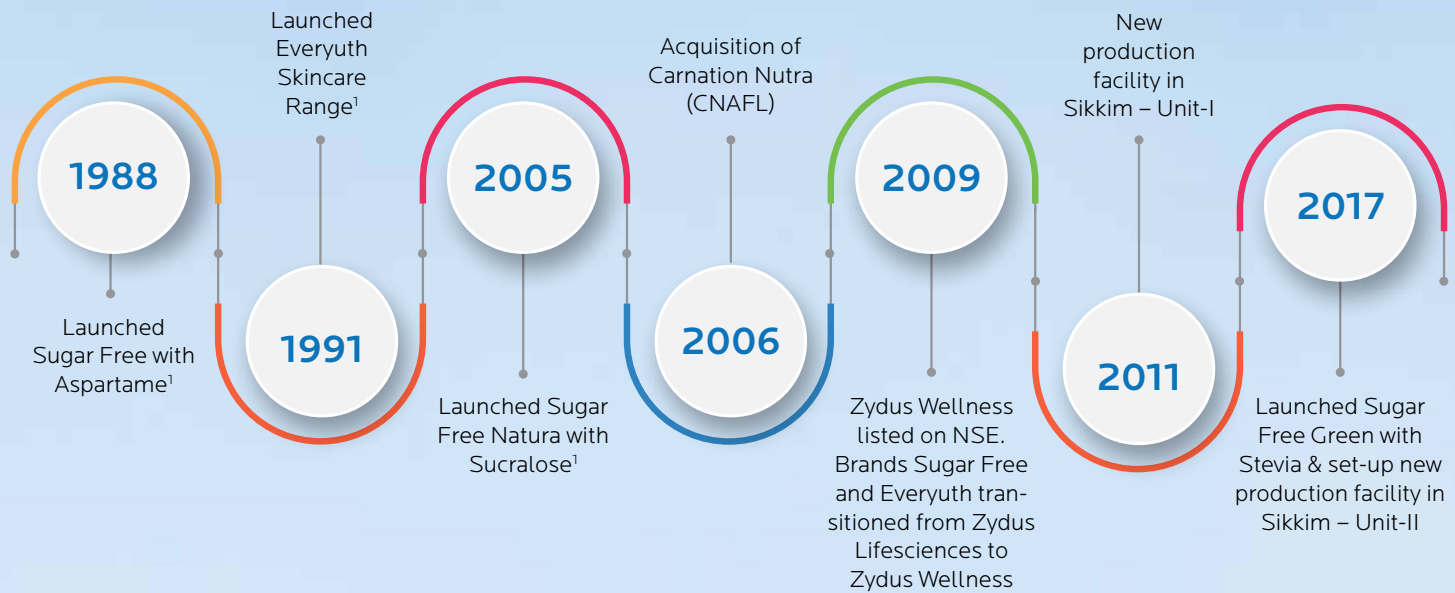 1988
Launched
Sugar Free with
Aspartame¹
Launched
Everyuth
Skincare
Range¹
1991
2005
Launched Sugar
Free Natura with
Sucralose¹
Acquisition of
Carnation Nutra
(CNAFL)
2006
2009
Zydus Wellness
listed on NSE.
Brands Sugar Free
and Everyuth tran-
sitioned from Zydus
Lifesciences to
Zydus Wellness
New
production
facility in
Sikkim – Unit-I
2011
2017
Launched Sugar
Free Green with
Stevia & set-up new
production facility in
Sikkim – Unit-II